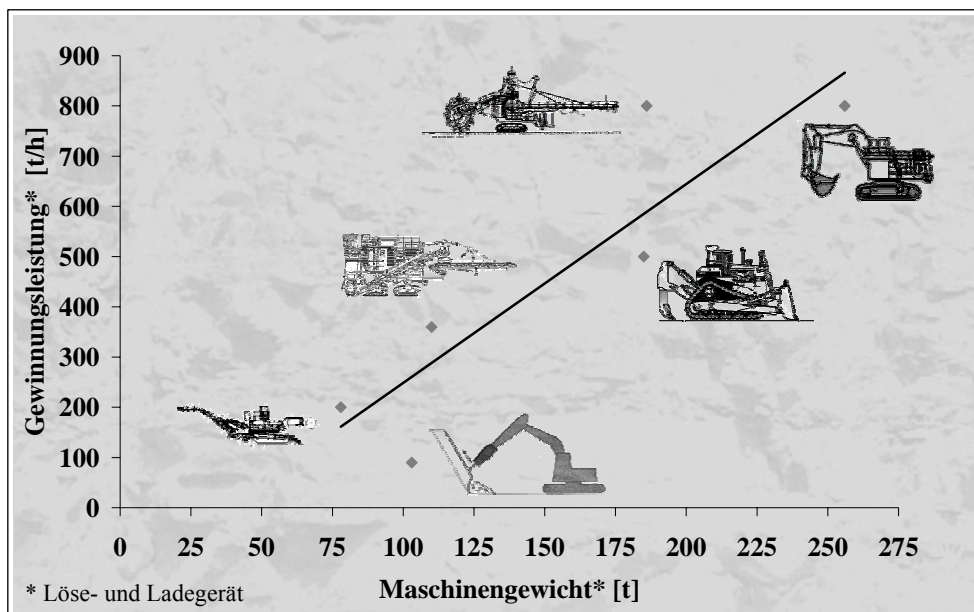 Gewinnungsleistung* [t/h]
900
800
700
600
500
400
300
200
100
0
0 25 50 75 100 125 150 175 200 225 250 275
* Löse- und Ladegerät
Maschinengewicht* [t]